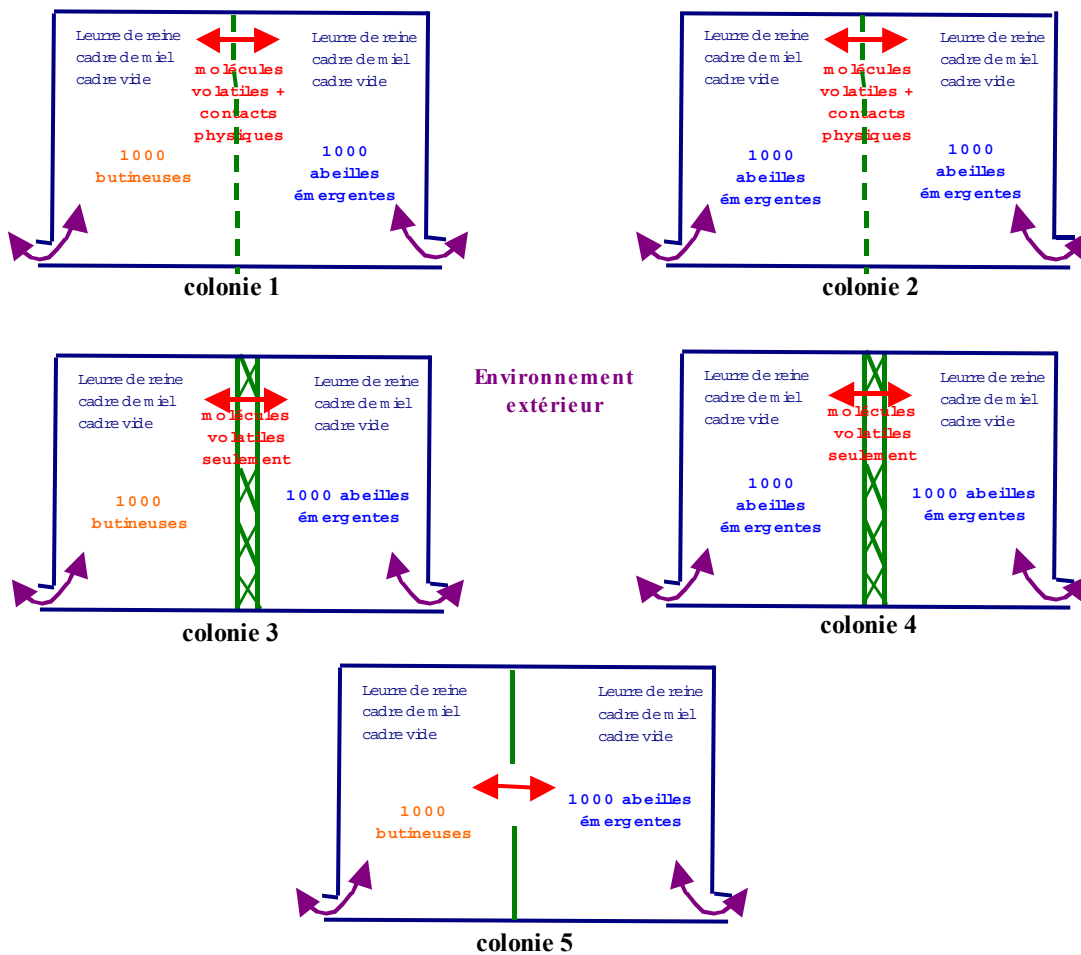 Leurre de reine
cadre de miel
cadre vide
molécules
volatiles +
contacts
physiques
Leurre de reine
cadre de miel
cadre vide
1000
butineuses
1000
abeilles
émergentes
colonie 1
Leurre de reine
cadre de miel
cadre vide
molécules
volatiles +
contacts
physiques
Leurre de reine
cadre de miel
cadre vide
1000
abeilles
émergentes
1000
abeilles
émergentes
colonie 2
Leurre de reine
cadre de miel
cadre vide
molécules
volatiles
seulement
Leurre de reine
cadre de miel
cadre vide
1000
butineuses
1000 abeilles
émergentes
colonie 3
Environnement
extérieur
Leurre de reine
cadre de miel
cadre vide
molécules
volatiles
seulement
Leurre de reine
cadre de miel
cadre vide
1000
abeilles
émergentes
1000 abeilles
émergentes
colonie 4
Leurre de reine
cadre de miel
cadre vide
Leurre de reine
cadre de miel
cadre vide
1000
butineuses
1000 abeilles
émergentes
colonie 5